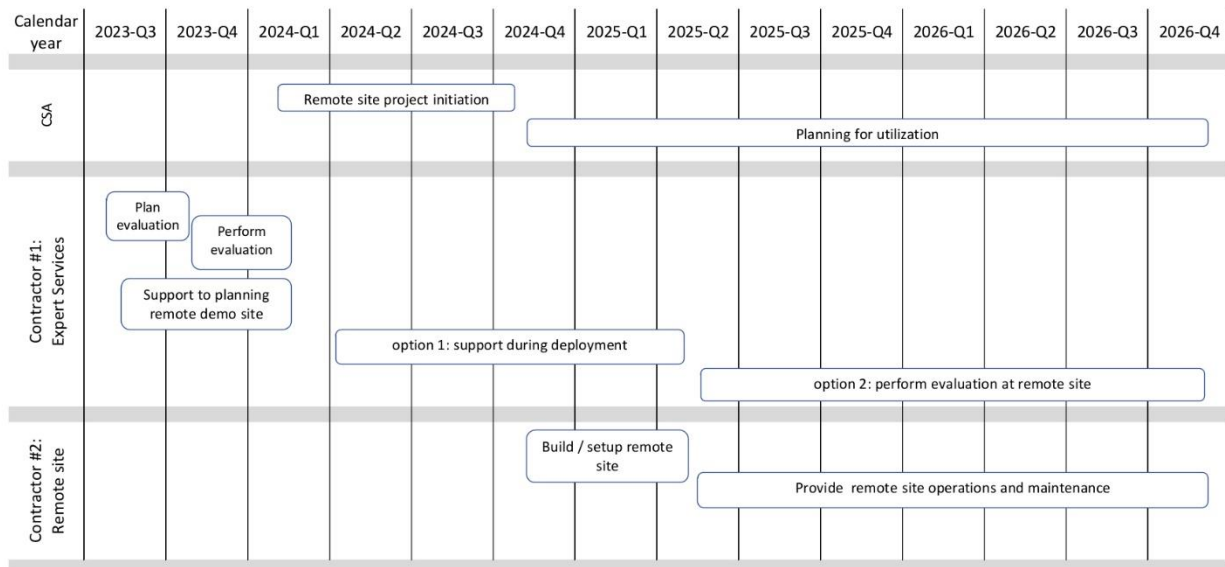 Calendar
year
2023-Q3
2023-Q4
2024-Q1
2024-Q2
2024-Q3
2024-Q4
2025-Q1
2025-Q2
2025-Q3
2025-Q4
2026-Q1
2026-Q2
2026-Q3
2026-Q4
CSA
Remote site project initiation
Planning for utilization
Contractor #1:
Expert Services
Plan
evaluation
Perform
evaluation
Support to planning
remote demo site
option 1: support during deployment
option 2: perform evaluation at remote site
Contractor #2:
Remote site
Build / setup remote
site
Provide remote site operations and maintenance